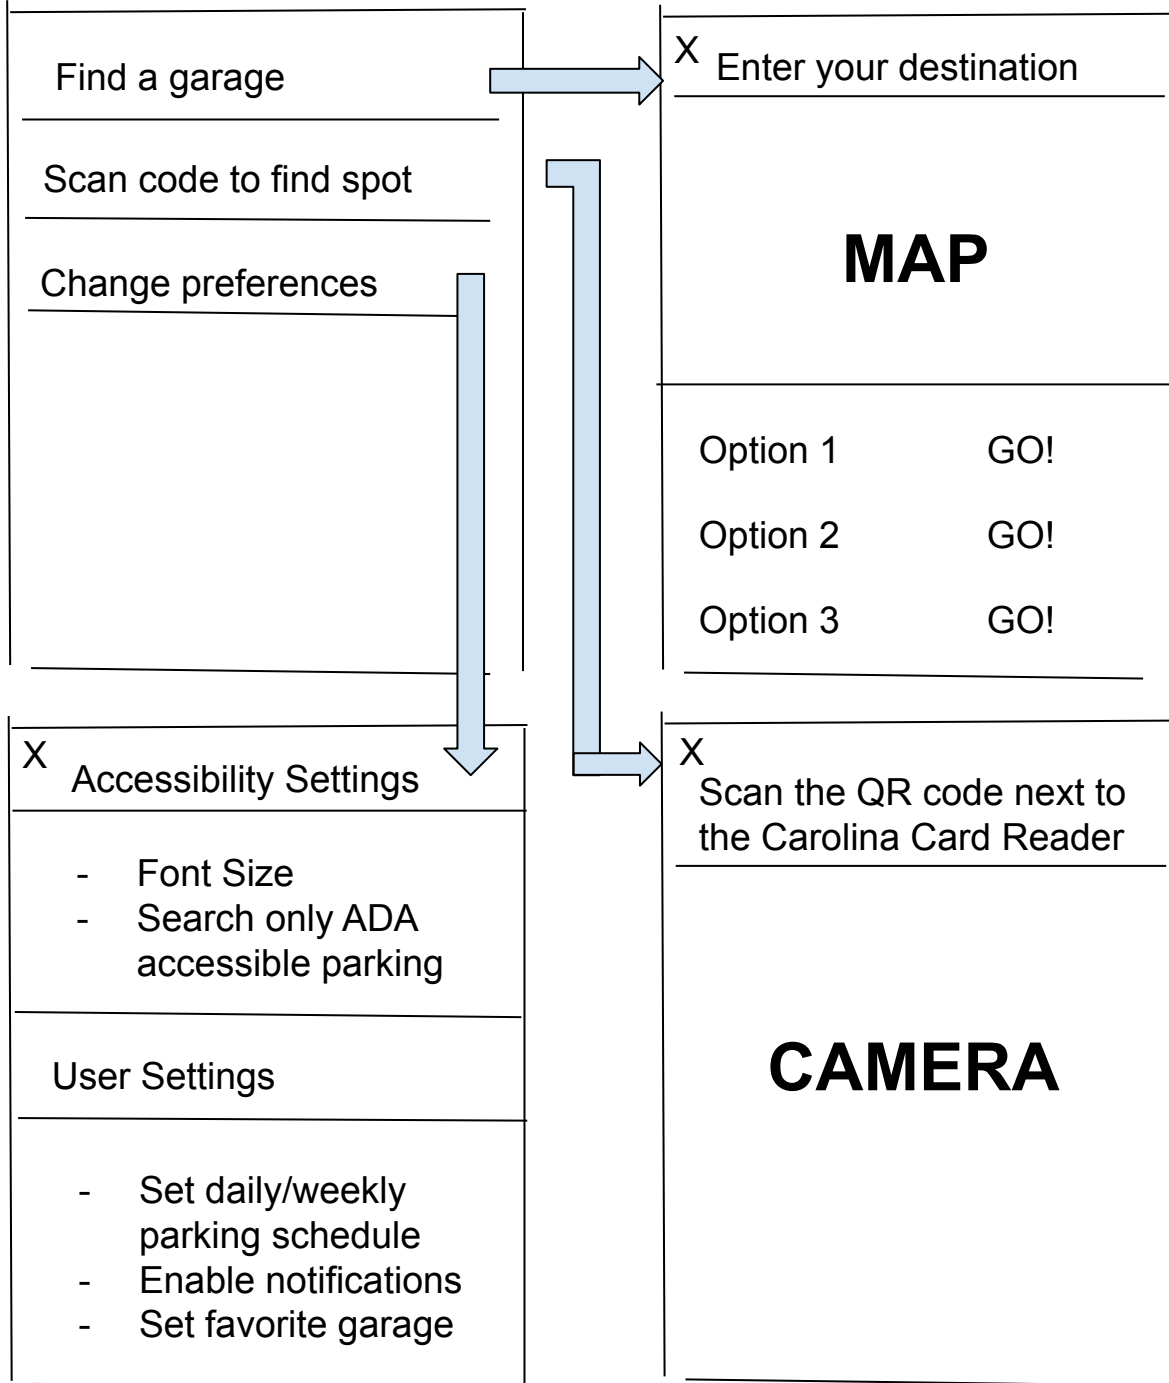 Find a garage
Scan code to find spot
Change preferences
X Enter your destination
MAP
Option 1 GO!
Option 2 GO!
Option 3 GO!
X
Accessibility Settings
- Font Size
- Search only ADA
accessible parking
User Settings
- Set daily/weekly
parking schedule
- Enable notifications
- Set favorite garage
X
Scan the QR code next to
the Carolina Card Reader
CAMERA